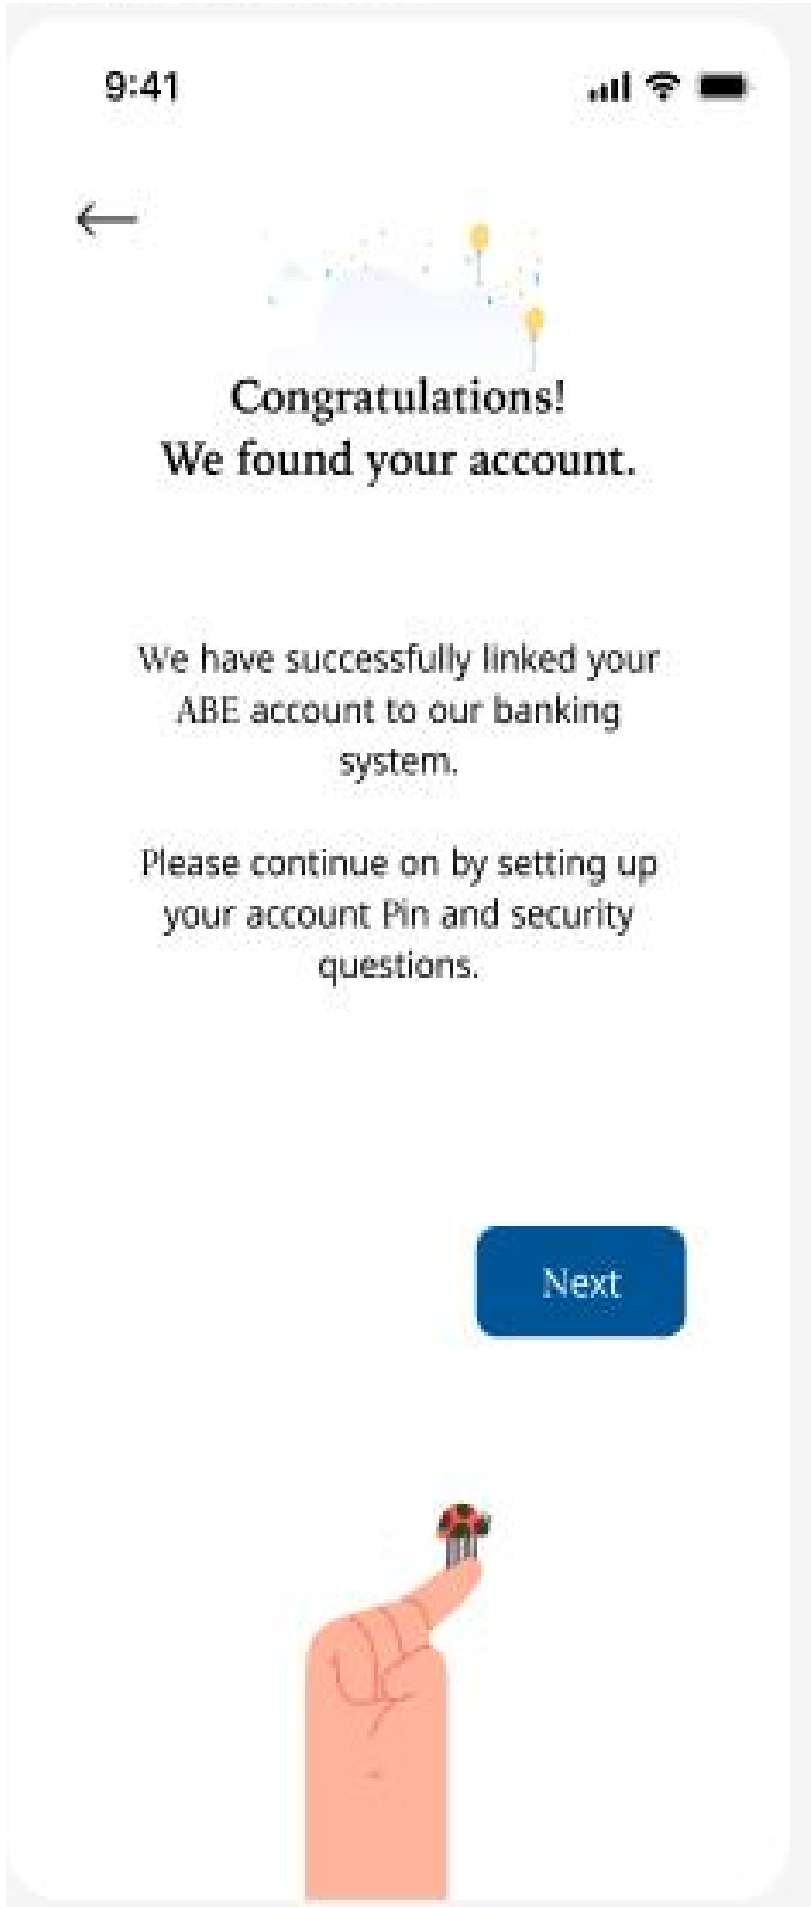 9:41
Congratulations!
We found your account.
We have successfully linked your
ABE account to our banking
system.
Please continue on by setting up
your account Pin and security
questions.
Next